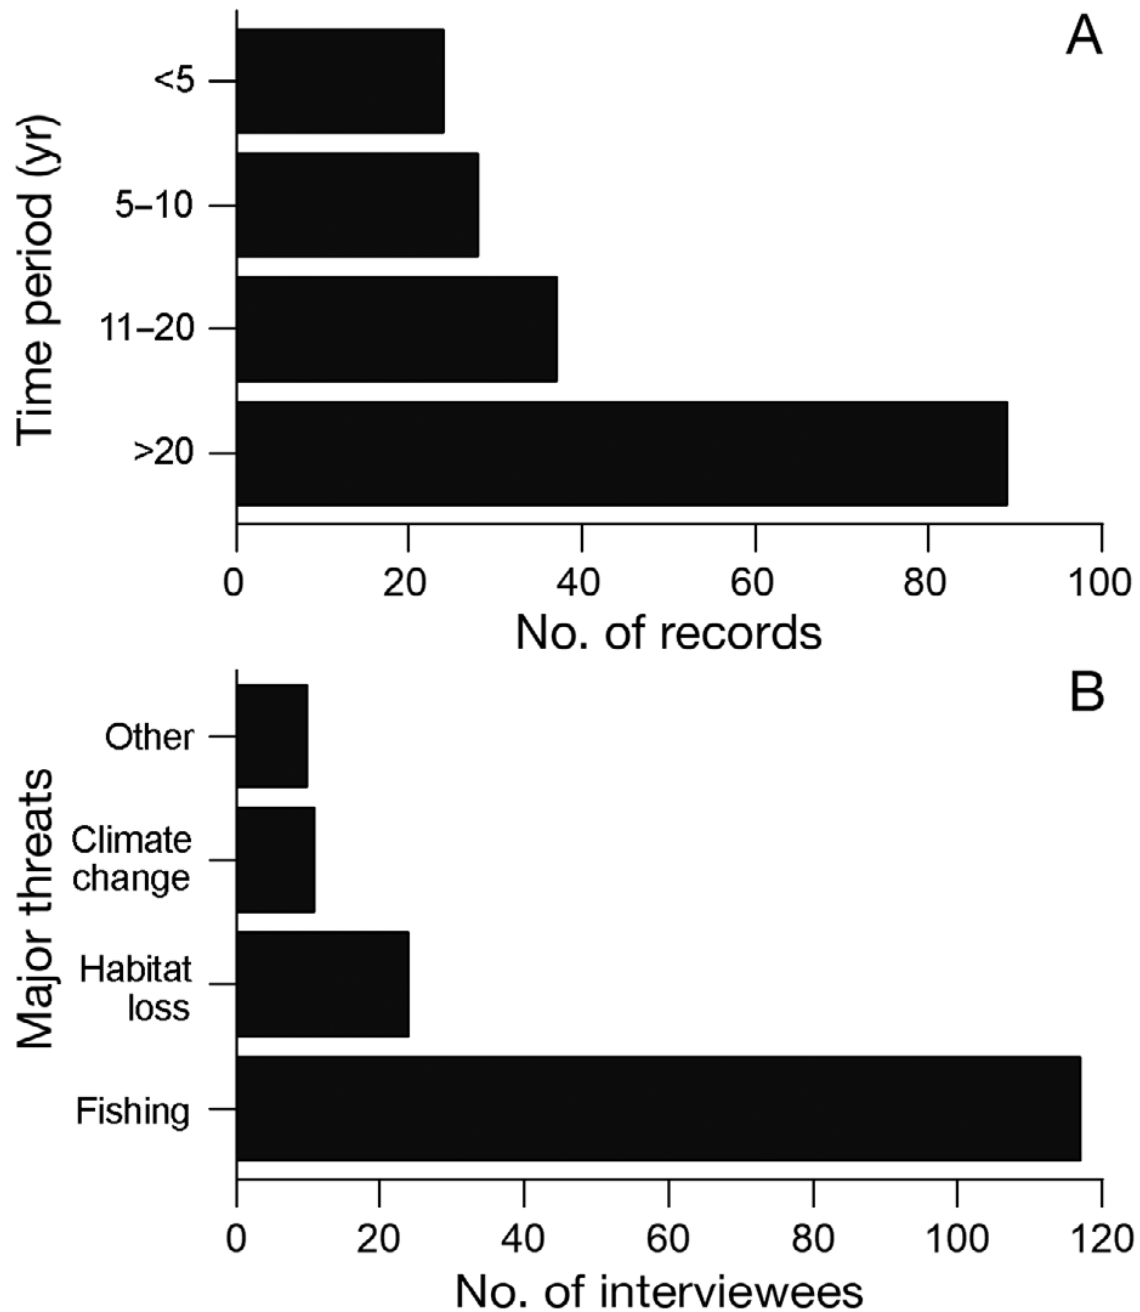 A
Time period (yr)
<5
5–10
11–20
>20
0 20 40 60 80 100
No. of records
B
Major threats
Other
Climate
change
Habitat
loss
Fishing
0 20 40 60 80 100 120
No. of interviewees